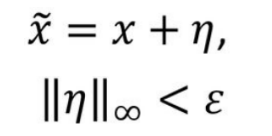 x̃ = x + η,
‖η‖∞ < ε